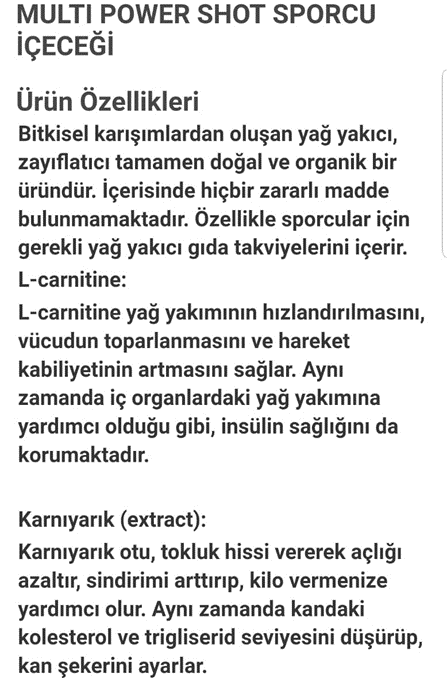 MULTI POWER SHOT SPORCU
İÇECEĞİ
Ürün Özellikleri
Bitkisel karışımlardan oluşan yağ yakıcı,
zayıflatıcı tamamen doğal ve organik bir
üründür. İçerisinde hiçbir zararlı madde
bulunmamaktadır. Özellikle sporcular için
gerekli yağ yakıcı gıda takviyelerini içerir.
L-carnitine:
L-carnitine yağ yakımının hızlandırılmasını,
vücudun toparlanmasını ve hareket
kabiliyetinin artmasını sağlar. Aynı
zamanda iç organlardaki yağ yakımına
yardımcı olduğu gibi, insülin sağlığını da
korumaktadır.
Karnıyarık (extract):
Karnıyarık otu, tokluk hissi vererek açlığı
azaltır, sindirimi arttırıp, kilo vermenize
yardımcı olur. Aynı zamanda kandaki
kolesterol ve trigliserid seviyesini düşürüp,
kan şekerini ayarlar.